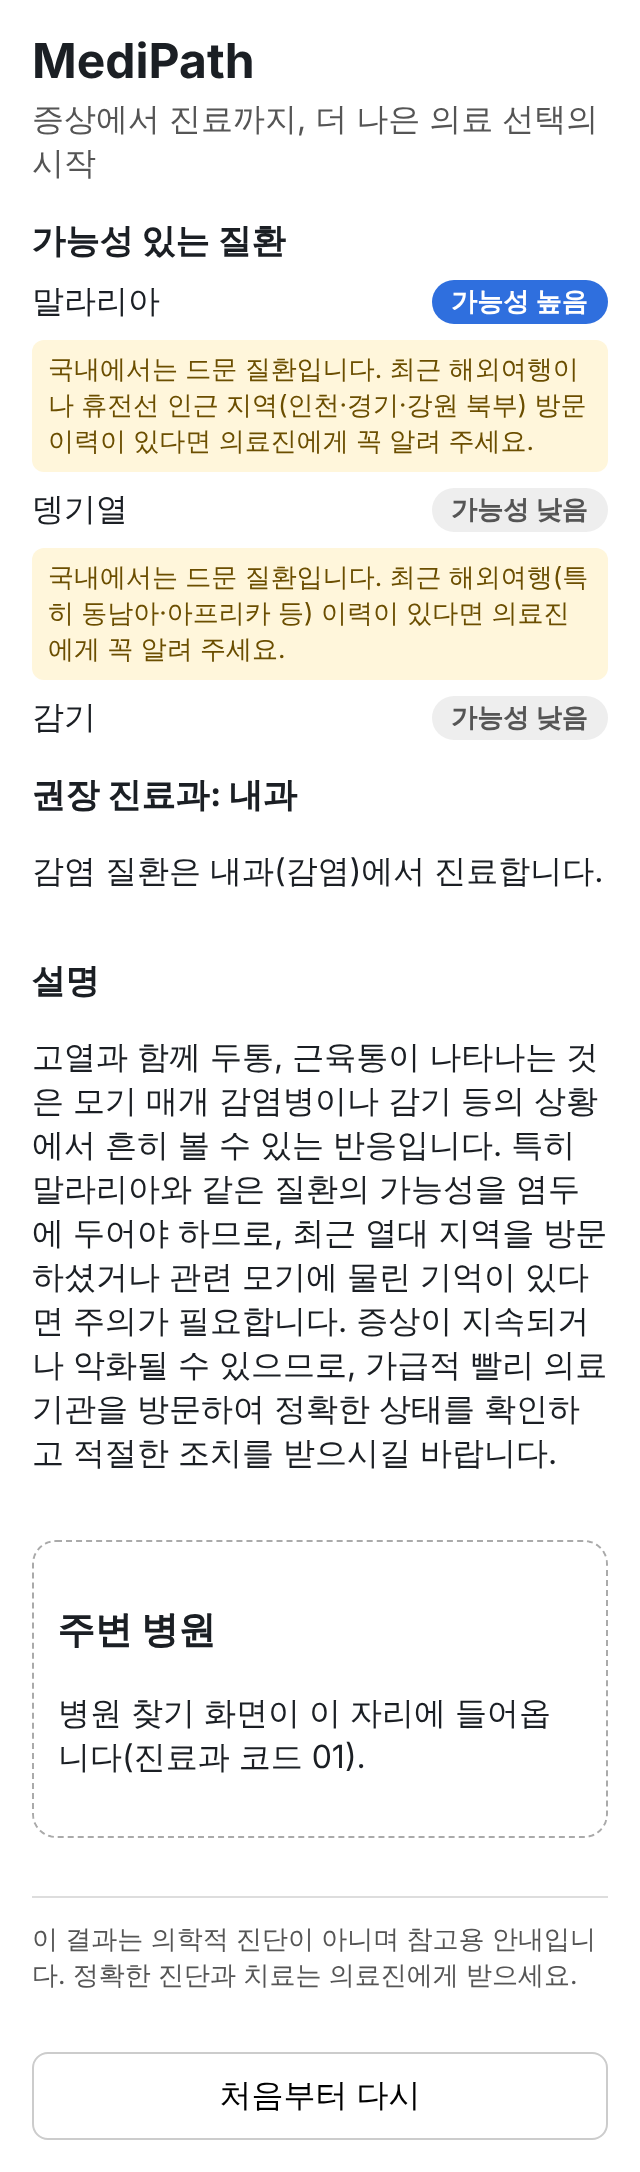 MediPath
증상에서 진료까지, 더 나은 의료 선택의
시작
가능성 있는 질환
말라리아
가능성 높음
국내에서는 드문 질환입니다. 최근 해외여행이
나 휴전선 인근 지역(인천·경기·강원 북부) 방문
이력이 있다면 의료진에게 꼭 알려 주세요.
뎅기열
가능성 낮음
국내에서는 드문 질환입니다. 최근 해외여행(특
히 동남아·아프리카 등) 이력이 있다면 의료진
에게 꼭 알려 주세요.
감기
가능성 낮음
권장 진료과: 내과
감염 질환은 내과(감염)에서 진료합니다.
설명
고열과 함께 두통, 근육통이 나타나는 것
은 모기 매개 감염병이나 감기 등의 상황
에서 흔히 볼 수 있는 반응입니다. 특히
말라리아와 같은 질환의 가능성을 염두
에 두어야 하므로, 최근 열대 지역을 방문
하셨거나 관련 모기에 물린 기억이 있다
면 주의가 필요합니다. 증상이 지속되거
나 악화될 수 있으므로, 가급적 빨리 의료
기관을 방문하여 정확한 상태를 확인하
고 적절한 조치를 받으시길 바랍니다.
주변 병원
병원 찾기 화면이 이 자리에 들어옵
니다(진료과 코드 01).
이 결과는 의학적 진단이 아니며 참고용 안내입니
다. 정확한 진단과 치료는 의료진에게 받으세요.
처음부터 다시